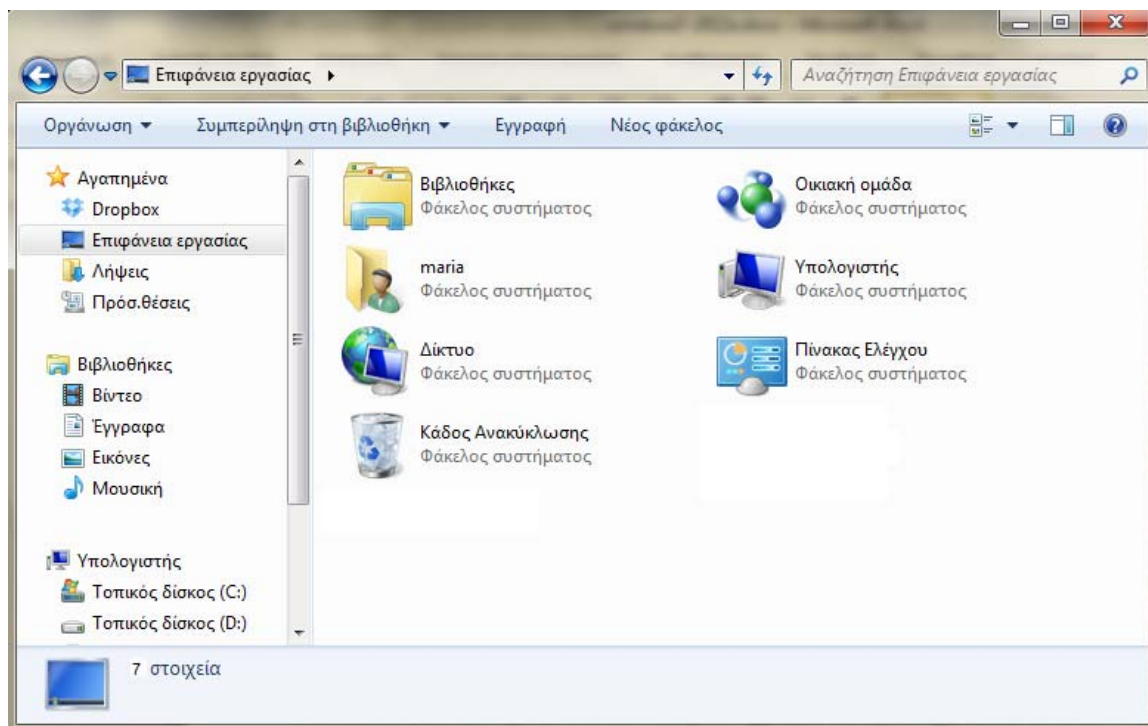 Επιφάνεια εργασίας
Αναζήτηση Επιφάνεια εργασίας
Οργάνωση
Συμπερίληψη στη βιβλιοθήκη
Εγγραφή
Νέος φάκελος
Αγαπημένα
Dropbox
Επιφάνεια εργασίας
Λήψεις
Πρόσ.θέσεις
Βιβλιοθήκες
Βίντεο
Έγγραφα
Εικόνες
Μουσική
Υπολογιστής
Τοπικός δίσκος (C:)
Τοπικός δίσκος (D:)
Βιβλιοθήκες
Φάκελος συστήματος
Οικιακή ομάδα
Φάκελος συστήματος
maria
Φάκελος συστήματος
Υπολογιστής
Φάκελος συστήματος
Δίκτυο
Φάκελος συστήματος
Πίνακας Ελέγχου
Φάκελος συστήματος
Κάδος Ανακύκλωσης
Φάκελος συστήματος
7 στοιχεία